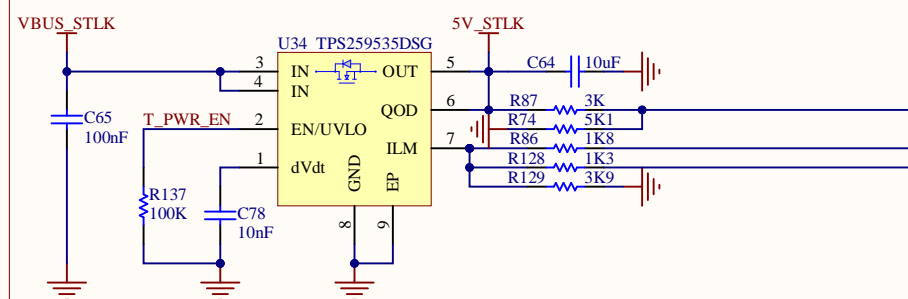 VBUS_STLK
5V_STLK
U34 TPS259535DSG
C64 10uF
3 IN OUT 5
4 IN
R87 3K
C65
100nF
QOD 6
R74 5K1
T_PWR_EN 2 EN/UVLO
R86 1K8
ILM 7
1 dVdt
R128 1K3
GND EP
R129 3K9
R137
100K
C78
10nF
8 9